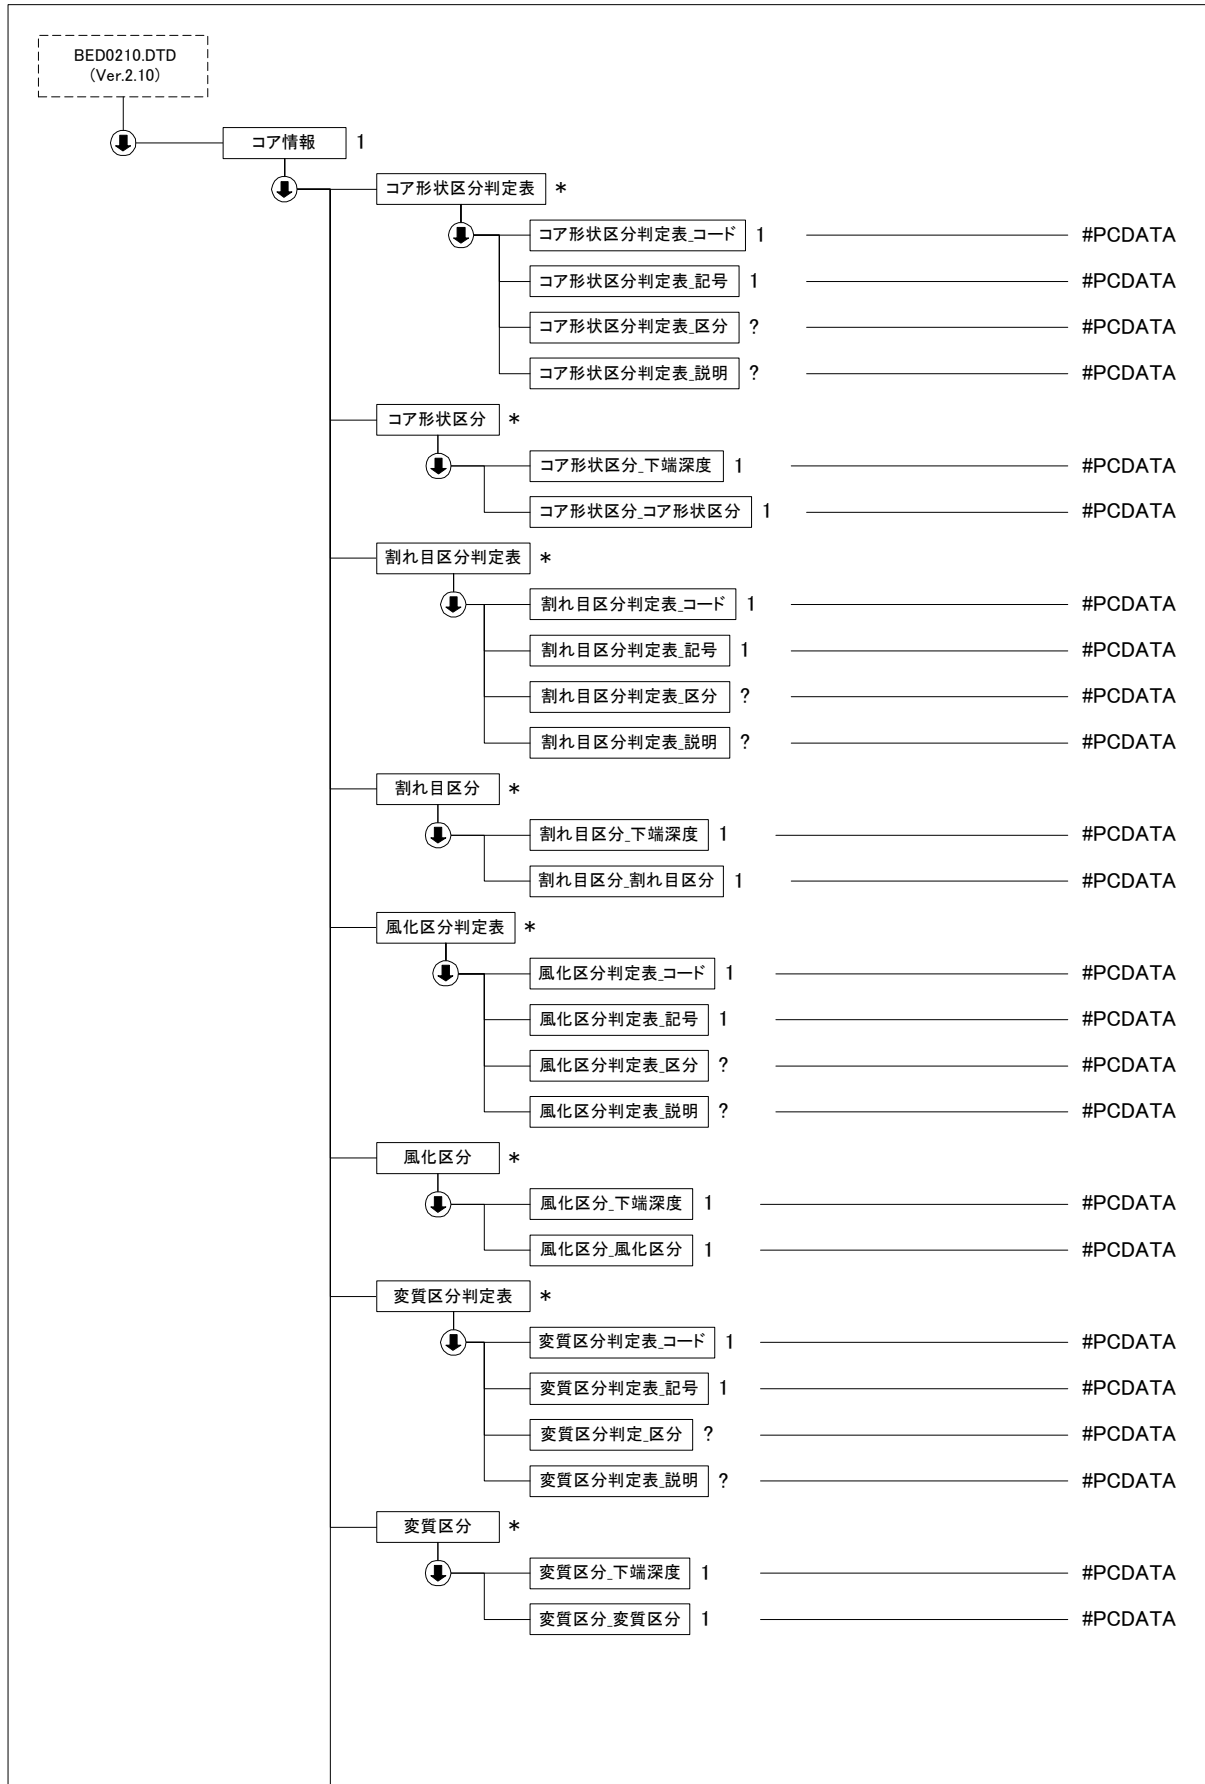 BED0210.DTD
(Ver.2.10)
コア情報 1
コア形状区分判定表 *
コア形状区分判定表_コード 1 #PCDATA
コア形状区分判定表_記号 1 #PCDATA
コア形状区分判定表_区分 ? #PCDATA
コア形状区分判定表_説明 ? #PCDATA
コア形状区分 *
コア形状区分_下端深度 1 #PCDATA
コア形状区分_コア形状区分 1 #PCDATA
割れ目区分判定表 *
割れ目区分判定表_コード 1 #PCDATA
割れ目区分判定表_記号 1 #PCDATA
割れ目区分判定表_区分 ? #PCDATA
割れ目区分判定表_説明 ? #PCDATA
割れ目区分 *
割れ目区分_下端深度 1 #PCDATA
割れ目区分_割れ目区分 1 #PCDATA
風化区分判定表 *
風化区分判定表_コード 1 #PCDATA
風化区分判定表_記号 1 #PCDATA
風化区分判定表_区分 ? #PCDATA
風化区分判定表_説明 ? #PCDATA
風化区分 *
風化区分_下端深度 1 #PCDATA
風化区分_風化区分 1 #PCDATA
変質区分判定表 *
変質区分判定表_コード 1 #PCDATA
変質区分判定表_記号 1 #PCDATA
変質区分判定_区分 ? #PCDATA
変質区分判定表_説明 ? #PCDATA
変質区分 *
変質区分_下端深度 1 #PCDATA
変質区分_変質区分 1 #PCDATA